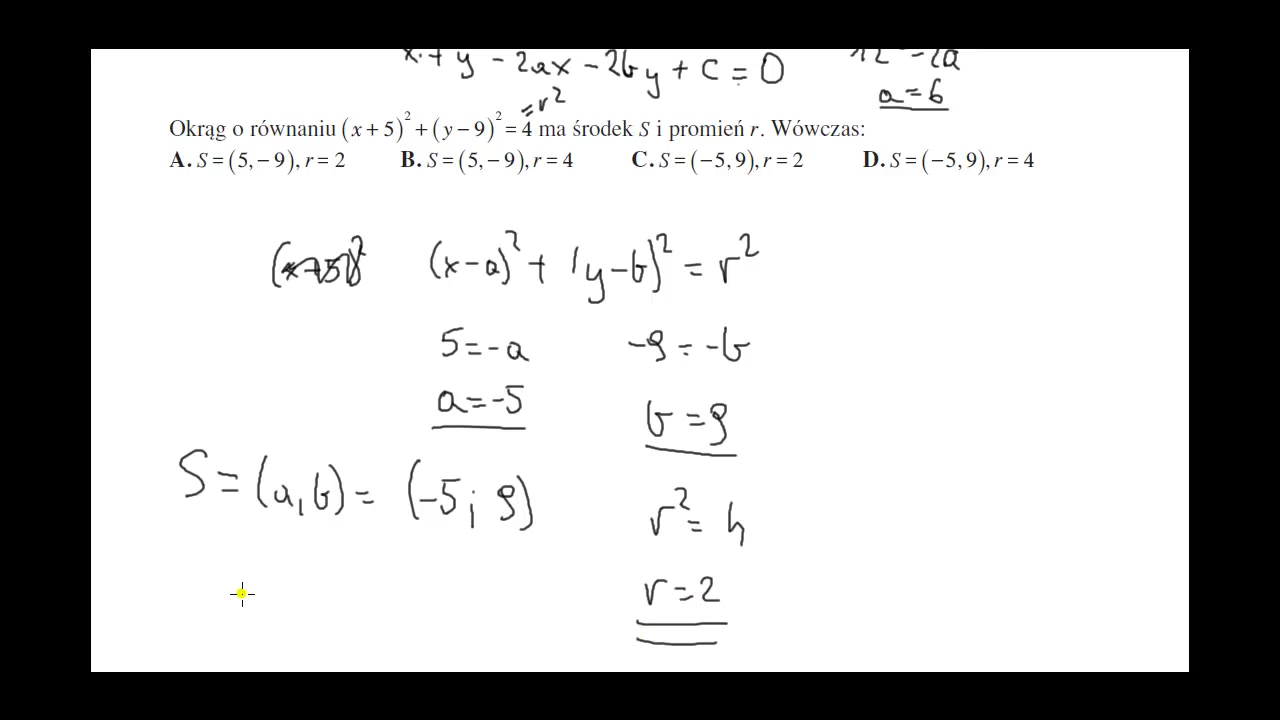 x² + y² - 2ax - 2by + c = 0
-12 = -2a
a = 6
= r²
Okrąg o równaniu (x + 5)² + (y − 9)² = 4 ma środek S i promień r. Wówczas:
A. S = (5, − 9), r = 2 B. S = (5, − 9), r = 4 C. S = (−5, 9), r = 2 D. S = (−5, 9), r = 4
(x - a)² + (y - b)² = r²
5 = -a -9 = -b
a = -5 b = 9
S = (a, b) = (-5; 9)
r² = 4
r = 2